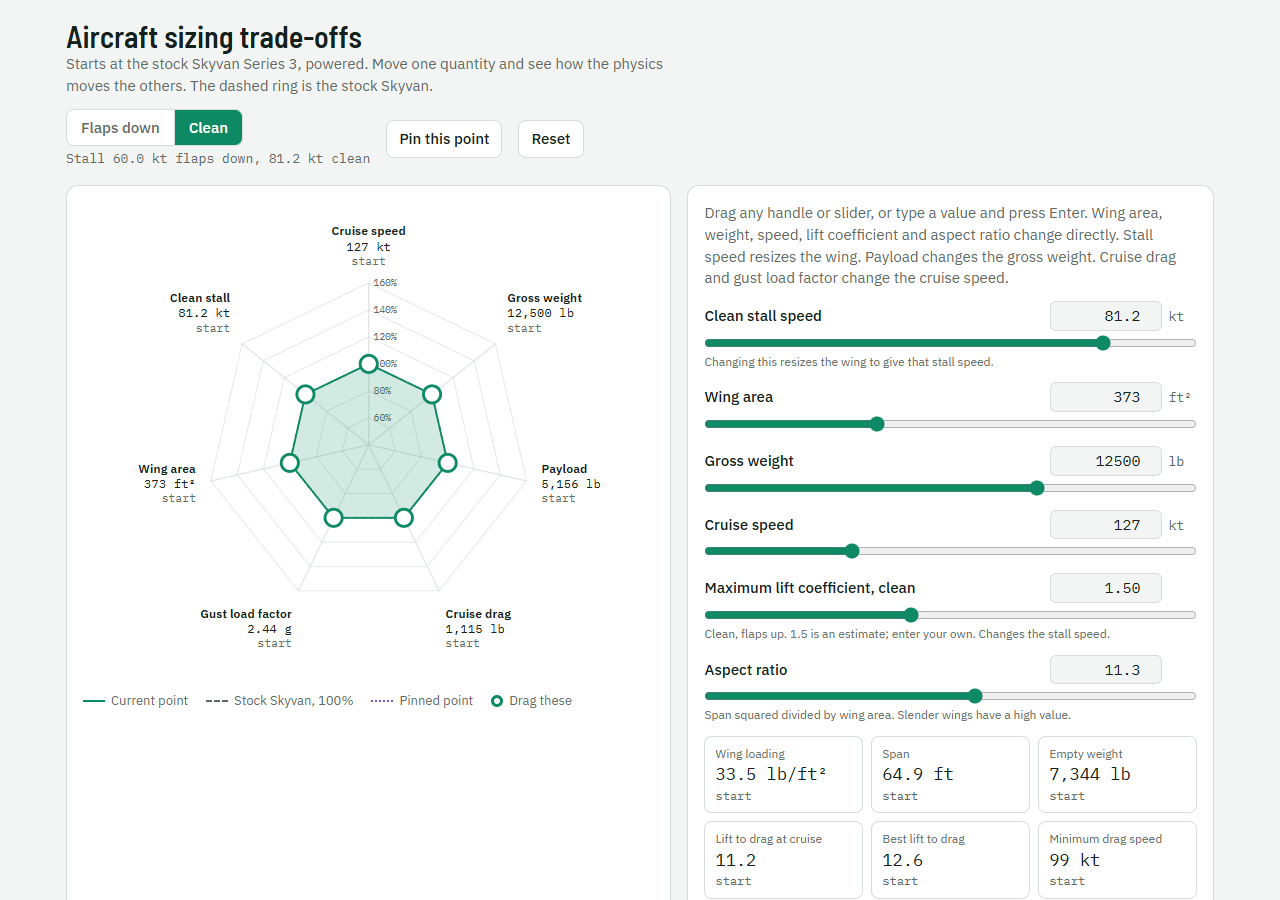 Aircraft sizing trade-offs
Starts at the stock Skyvan Series 3, powered. Move one quantity and see how the physics
moves the others. The dashed ring is the stock Skyvan.
Flaps down
Clean
Stall 60.0 kt flaps down, 81.2 kt clean
Pin this point
Reset
Cruise speed
127 kt
start
Clean stall
81.2 kt
start
Gross weight
12,500 lb
start
160%
140%
120%
00%
80%
60%
Wing area
373 ft²
start
Payload
5,156 lb
start
Gust load factor
2.44 g
start
Cruise drag
1,115 lb
start
Current point
Stock Skyvan, 100%
Pinned point
Drag these
Drag any handle or slider, or type a value and press Enter. Wing area,
weight, speed, lift coefficient and aspect ratio change directly. Stall
speed resizes the wing. Payload changes the gross weight. Cruise drag
and gust load factor change the cruise speed.
Clean stall speed
81.2 kt
Changing this resizes the wing to give that stall speed.
Wing area
373 ft²
Gross weight
12500 lb
Cruise speed
127 kt
Maximum lift coefficient, clean
1.50
Clean, flaps up. 1.5 is an estimate; enter your own. Changes the stall speed.
Aspect ratio
11.3
Span squared divided by wing area. Slender wings have a high value.
Wing loading
33.5 lb/ft²
start
Span
64.9 ft
start
Empty weight
7,344 lb
start
Lift to drag at cruise
11.2
start
Best lift to drag
12.6
start
Minimum drag speed
99 kt
start